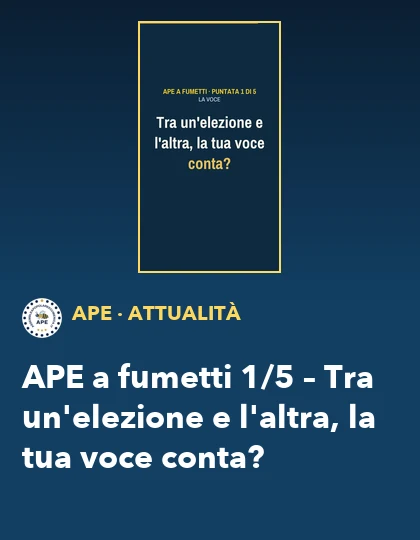 APE A FUMETTI · PUNTATA 1 DI 5
LA VOCE
Tra un'elezione e
l'altra, la tua voce
conta?
APE
APE · ATTUALITÀ
APE a fumetti 1/5 – Tra
un'elezione e l'altra, la
tua voce conta?